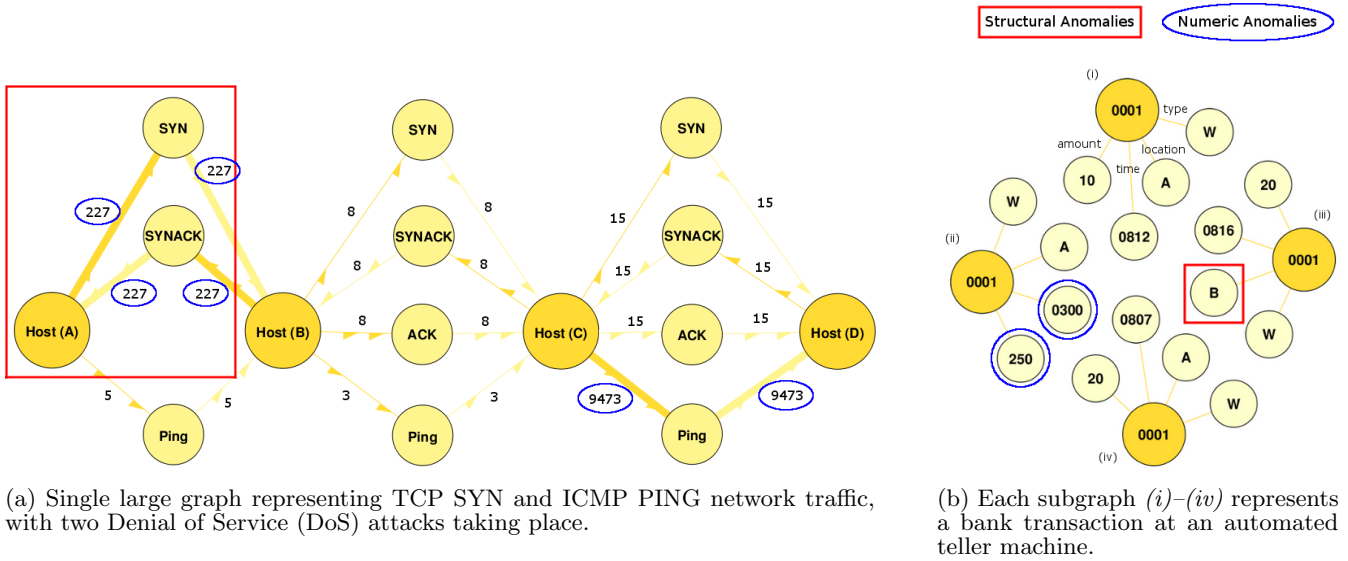 Structural Anomalies
Numeric Anomalies
SYN
227
227
SYNACK
227
227
Host (A)
5
5
Ping
Host (B)
SYN
8
8
SYNACK
8
8
8
ACK
8
3
3
Ping
Host (C)
SYN
15
15
SYNACK
15
15
15
ACK
15
9473
9473
Ping
Host (D)
(i)
0001
type
W
amount
location
time
10
A
0812
(ii)
0001
W
A
0300
250
(iii)
0001
20
0816
B
W
(iv)
0001
0807
20
A
W
(a) Single large graph representing TCP SYN and ICMP PING network traffic,
with two Denial of Service (DoS) attacks taking place.
(b) Each subgraph (i)–(iv) represents
a bank transaction at an automated
teller machine.